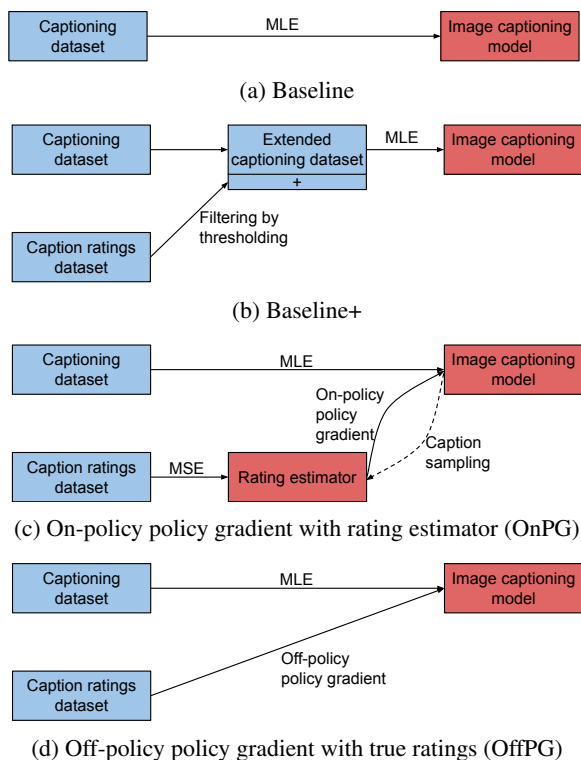 Captioning
dataset
MLE
Image captioning
model
(a) Baseline
Captioning
dataset
Extended
captioning dataset
+
MLE
Image captioning
model
Filtering by
thresholding
Caption ratings
dataset
(b) Baseline+
Captioning
dataset
MLE
Image captioning
model
On-policy
policy
gradient
Caption
sampling
Caption ratings
dataset
MSE
Rating estimator
(c) On-policy policy gradient with rating estimator (OnPG)
Captioning
dataset
MLE
Image captioning
model
Off-policy
policy gradient
Caption ratings
dataset
(d) Off-policy policy gradient with true ratings (OffPG)